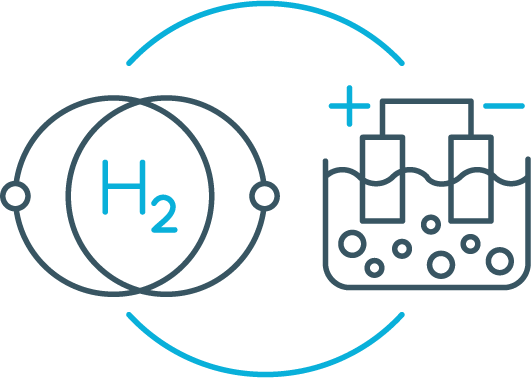 H₂
+ −